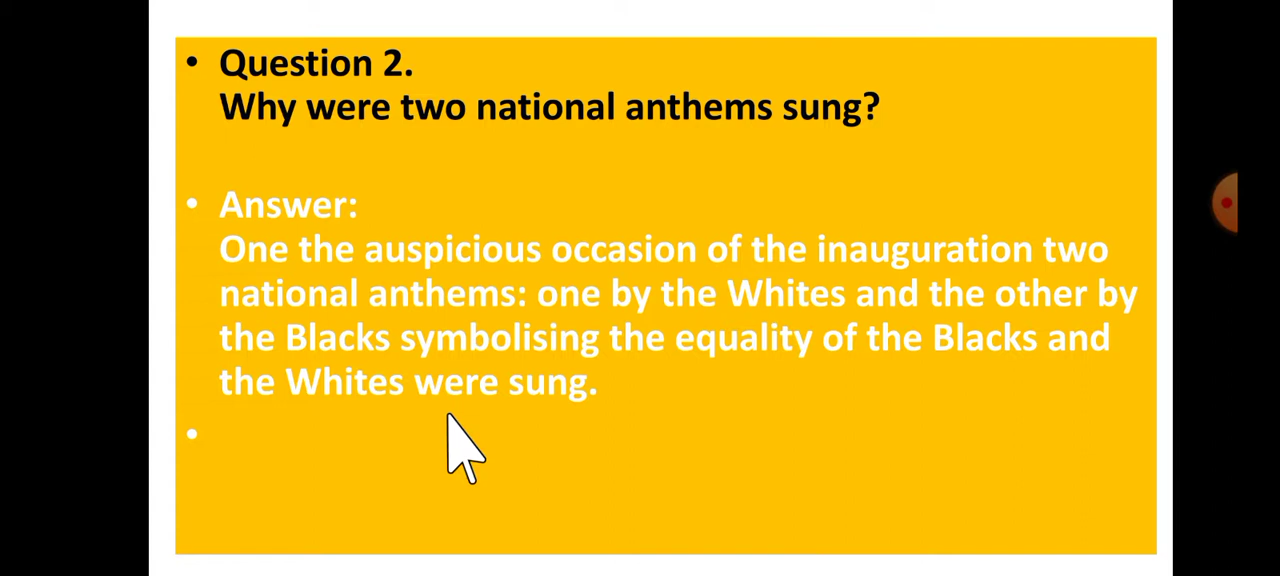 • Question 2.
Why were two national anthems sung?
• Answer:
One the auspicious occasion of the inauguration two
national anthems: one by the Whites and the other by
the Blacks symbolising the equality of the Blacks and
the Whites were sung.
•